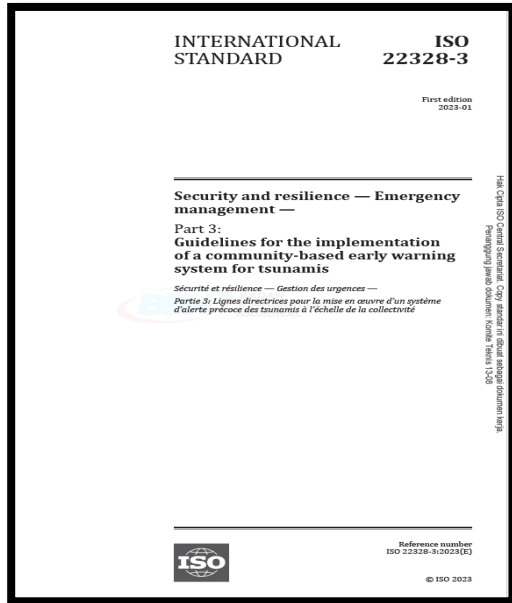 INTERNATIONAL
STANDARD
ISO
22328-3
First edition
2023-01
Security and resilience — Emergency
management —
Part 3:
Guidelines for the implementation
of a community-based early warning
system for tsunamis
Sécurité et résilience — Gestion des urgences —
Partie 3: Lignes directrices pour la mise en œuvre d'un système
d'alerte précoce des tsunamis à l'échelle de la collectivité
Hak Cipta ISO Central Secretariat. Copy standar ini dibuat sebagai dokumen kerja.
Penanggung jawab dokumen: Komite Teknis 13-08
ISO
Reference number
ISO 22328-3:2023(E)
© ISO 2023